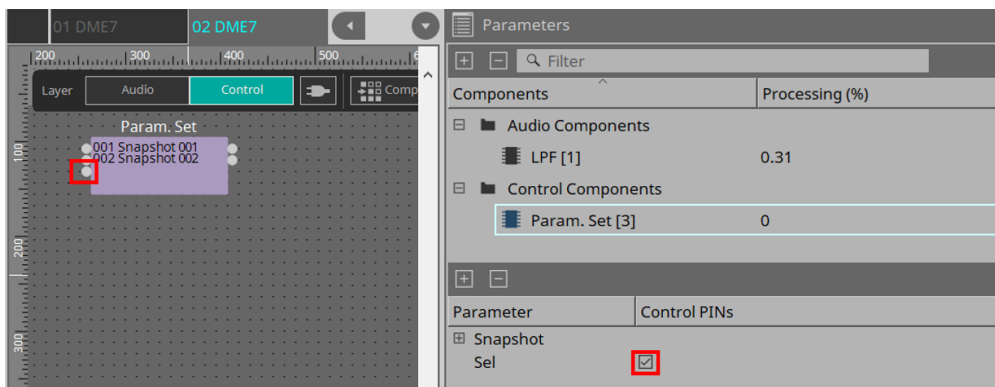 01 DME7
02 DME7
200
300
400
500
6
Layer
Audio
Control
Comp
Param. Set
001 Snapshot 001
002 Snapshot 002
100
200
300
Parameters
Filter
Components
Processing (%)
Audio Components
LPF [1]
0.31
Control Components
Param. Set [3]
0
Parameter
Control PINs
Snapshot
Sel